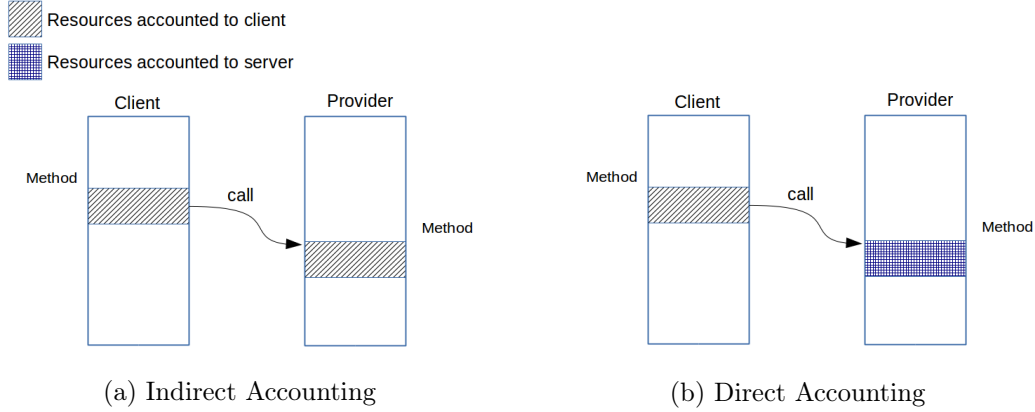 Resources accounted to client
Resources accounted to server
Client
Provider
Method
call
Method
(a) Indirect Accounting
Client
Provider
Method
call
Method
(b) Direct Accounting